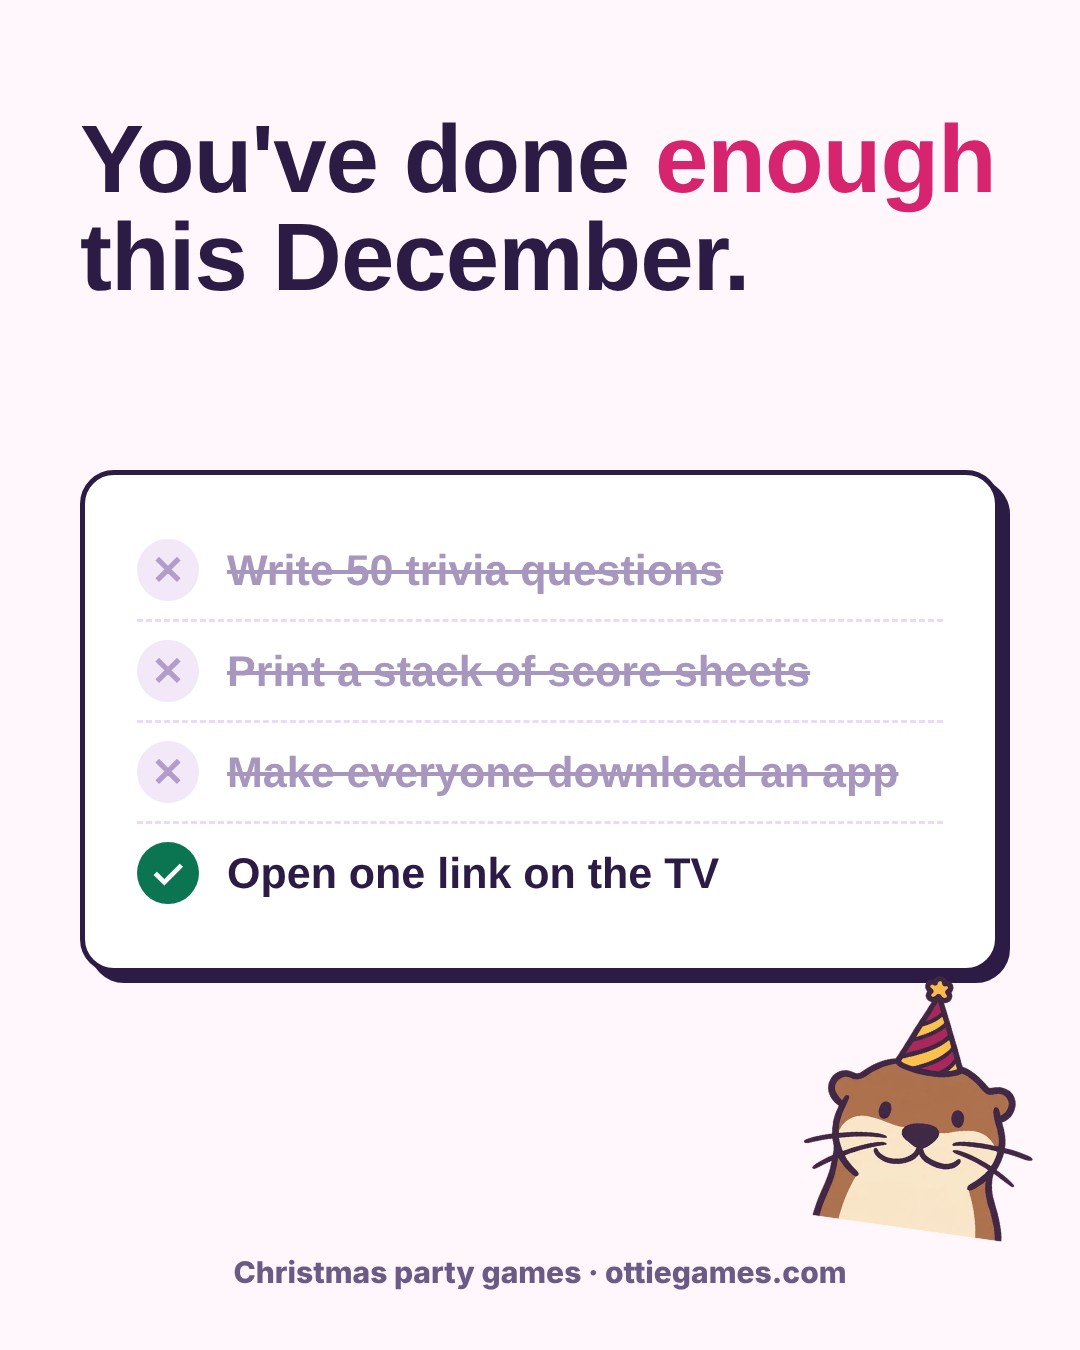 You've done enough
this December.
Write 50 trivia questions
Print a stack of score sheets
Make everyone download an app
Open one link on the TV
Christmas party games · ottiegames.com